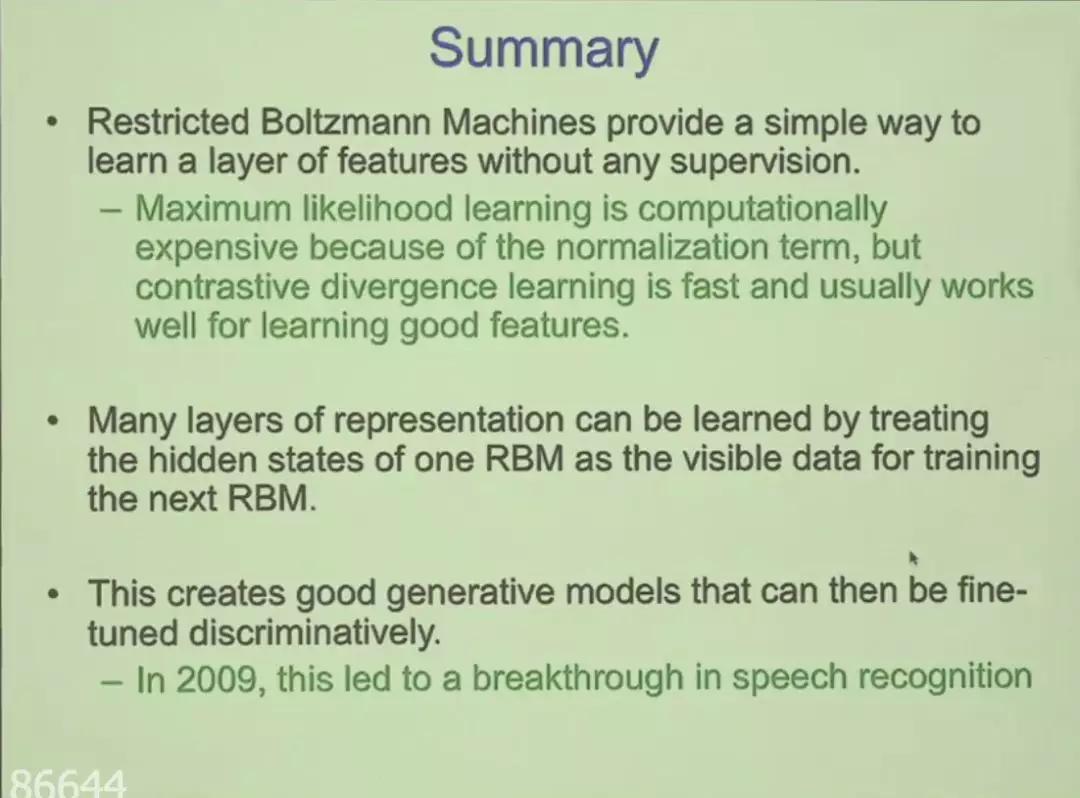 Summary
• Restricted Boltzmann Machines provide a simple way to
learn a layer of features without any supervision.
– Maximum likelihood learning is computationally
expensive because of the normalization term, but
contrastive divergence learning is fast and usually works
well for learning good features.
• Many layers of representation can be learned by treating
the hidden states of one RBM as the visible data for training
the next RBM.
• This creates good generative models that can then be fine-
tuned discriminatively.
– In 2009, this led to a breakthrough in speech recognition
86644